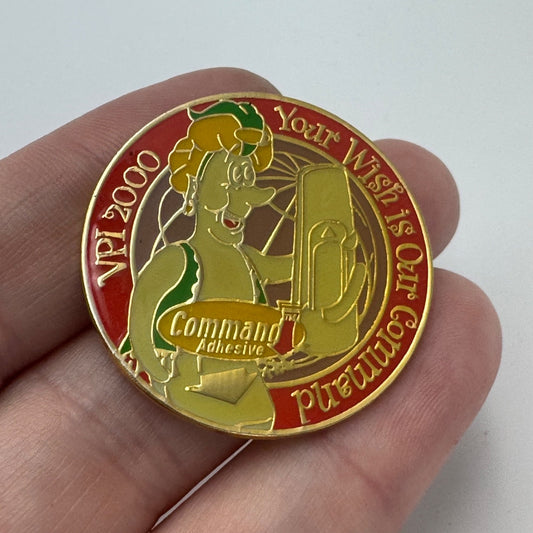 VPI 2000
Your Wish is Our Command
Command
Adhesive